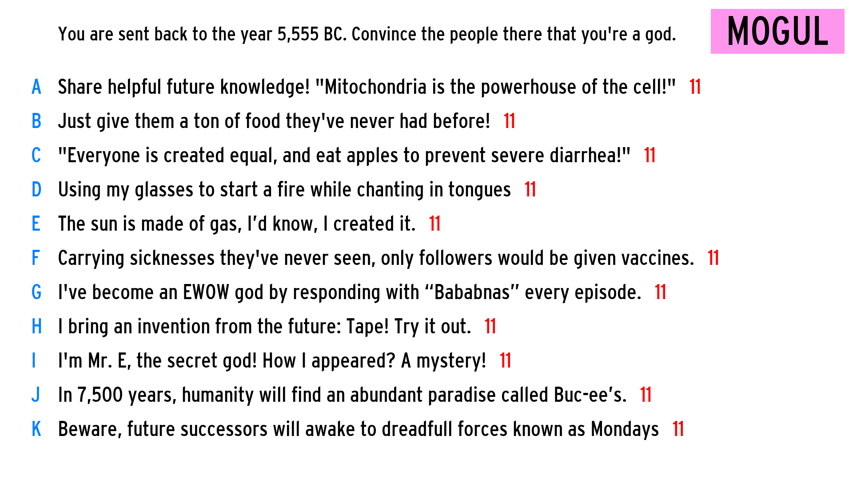 You are sent back to the year 5,555 BC. Convince the people there that you're a god.
MOGUL
A Share helpful future knowledge! "Mitochondria is the powerhouse of the cell!" 11
B Just give them a ton of food they've never had before! 11
C "Everyone is created equal, and eat apples to prevent severe diarrhea!" 11
D Using my glasses to start a fire while chanting in tongues 11
E The sun is made of gas, I’d know, I created it. 11
F Carrying sicknesses they've never seen, only followers would be given vaccines. 11
G I've become an EWOW god by responding with “Bababnas” every episode. 11
H I bring an invention from the future: Tape! Try it out. 11
I I'm Mr. E, the secret god! How I appeared? A mystery! 11
J In 7,500 years, humanity will find an abundant paradise called Buc-ee’s. 11
K Beware, future successors will awake to dreadfull forces known as Mondays 11